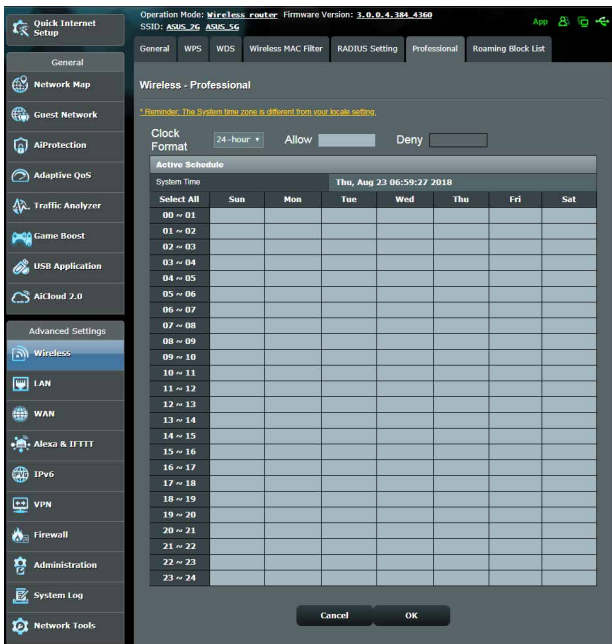 Quick Internet
Setup
General
Network Map
Guest Network
AiProtection
Adaptive QoS
Traffic Analyzer
Game Boost
USB Application
AiCloud 2.0
Advanced Settings
Wireless
LAN
WAN
Alexa & IFTTT
IPv6
VPN
Firewall
Administration
System Log
Network Tools
Operation Mode: Wireless router Firmware Version: 3.0.0.4.384_4360
SSID: ASUS_2G ASUS_5G
App
General WPS WDS Wireless MAC Filter RADIUS Setting Professional Roaming Block List
Wireless - Professional
* Reminder: The System time zone is different from your locale setting.
Clock Format 24-hour Allow Deny
Active Schedule
System Time Thu, Aug 23 06:59:27 2018
Select All Sun Mon Tue Wed Thu Fri Sat
00 ~ 01
01 ~ 02
02 ~ 03
03 ~ 04
04 ~ 05
05 ~ 06
06 ~ 07
07 ~ 08
08 ~ 09
09 ~ 10
10 ~ 11
11 ~ 12
12 ~ 13
13 ~ 14
14 ~ 15
15 ~ 16
16 ~ 17
17 ~ 18
18 ~ 19
19 ~ 20
20 ~ 21
21 ~ 22
22 ~ 23
23 ~ 24
Cancel OK